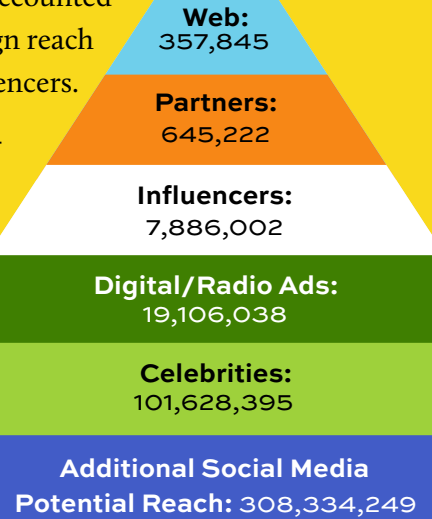 gn reach
encers.
Web:
357,845
Partners:
645,222
Influencers:
7,886,002
Digital/Radio Ads:
19,106,038
Celebrities:
101,628,395
Additional Social Media
Potential Reach: 308,334,249